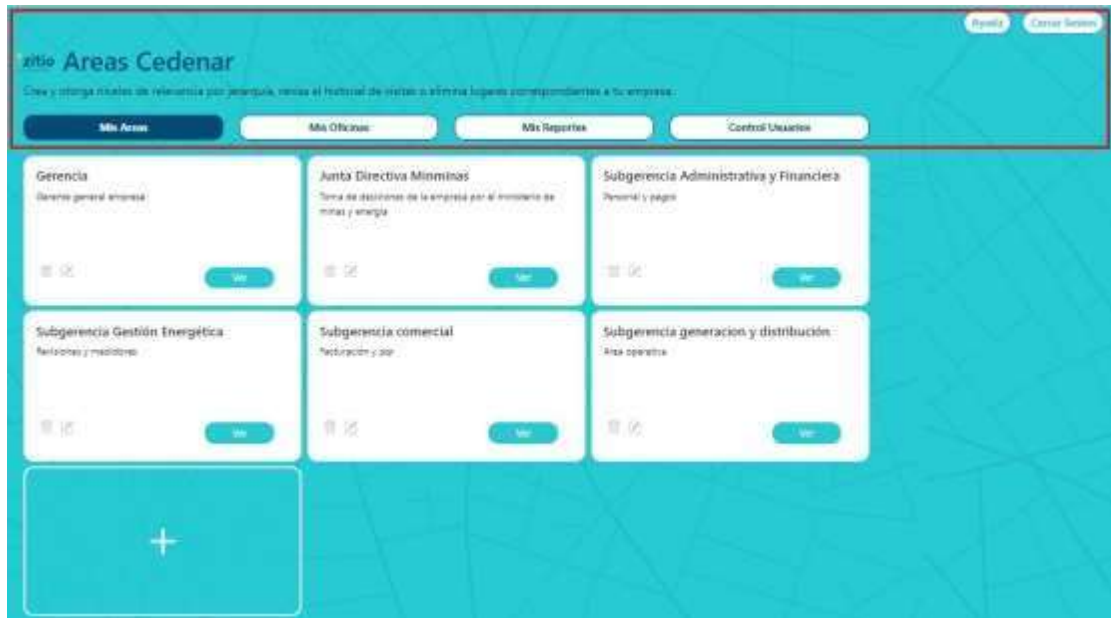 Ayuda
Cerrar Sesion
zitio Areas Cedenar
Crea y otorga niveles de relevancia por jerarquía, revisa el historial de visitas o elimina lugares correspondientes a tu empresa.
Mis Areas
Mis Oficinas
Mis Reportes
Control Usuarios
Gerencia
Gerente general empresa
Ver
Junta Directiva Minminas
Toma de decisiones de la empresa por el ministerio de
minas y energía
Ver
Subgerencia Administrativa y Financiera
Personal y pagos
Ver
Subgerencia Gestión Energética
Revisiones y medidores
Ver
Subgerencia comercial
Facturación y pqr
Ver
Subgerencia generacion y distribución
Area operativa
Ver